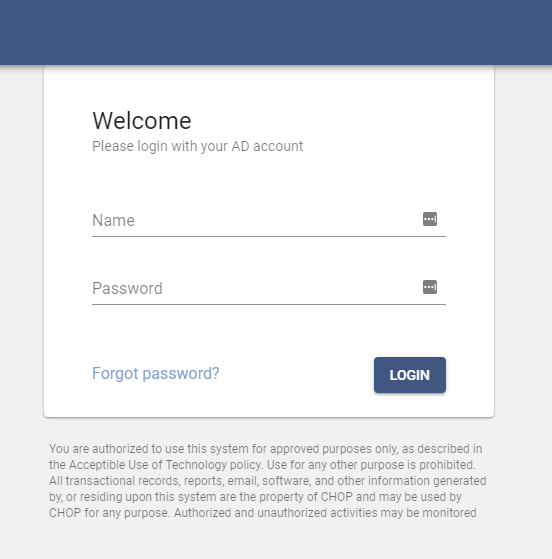 Welcome
Please login with your AD account
Name
Password
Forgot password?
LOGIN
You are authorized to use this system for approved purposes only, as described in
the Acceptible Use of Technology policy. Use for any other purpose is prohibited.
All transactional records, reports, email, software, and other information generated
by, or residing upon this system are the property of CHOP and may be used by
CHOP for any purpose. Authorized and unauthorized activities may be monitored